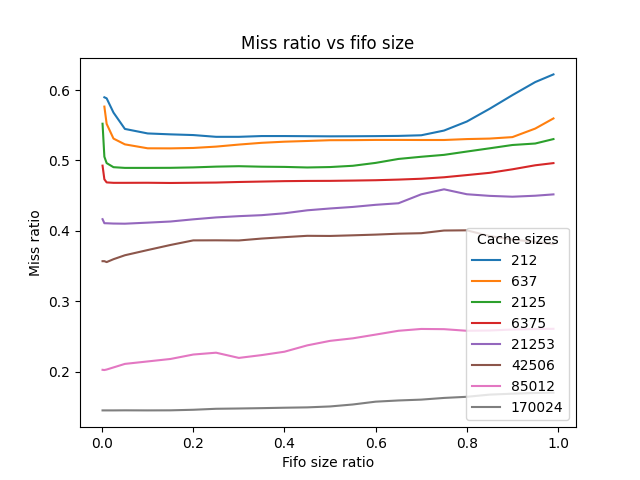 Miss ratio vs fifo size
Miss ratio
0.6
0.5
0.4
0.3
0.2
Cache sizes
212
637
2125
6375
21253
42506
85012
170024
0.0 0.2 0.4 0.6 0.8 1.0
Fifo size ratio